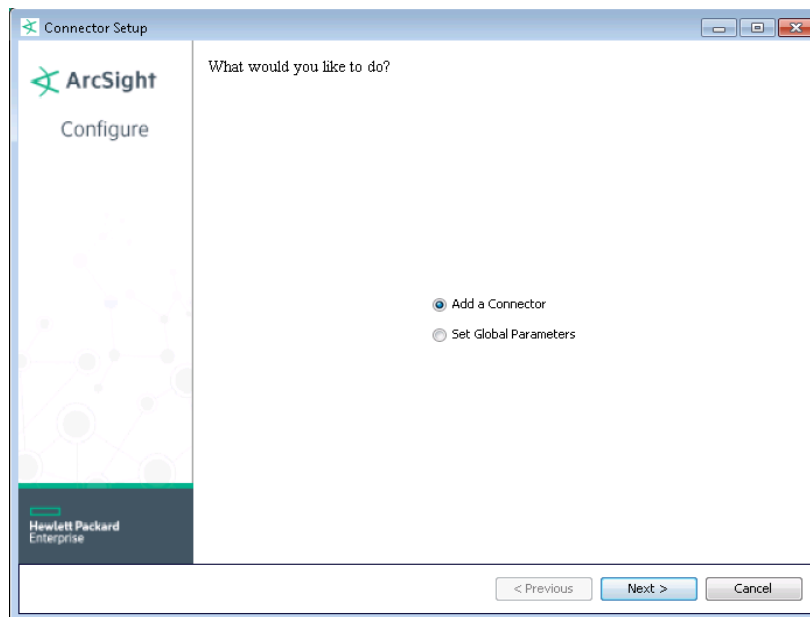 Connector Setup
ArcSight
Configure
What would you like to do?
Add a Connector
Set Global Parameters
Hewlett Packard
Enterprise
< Previous
Next >
Cancel